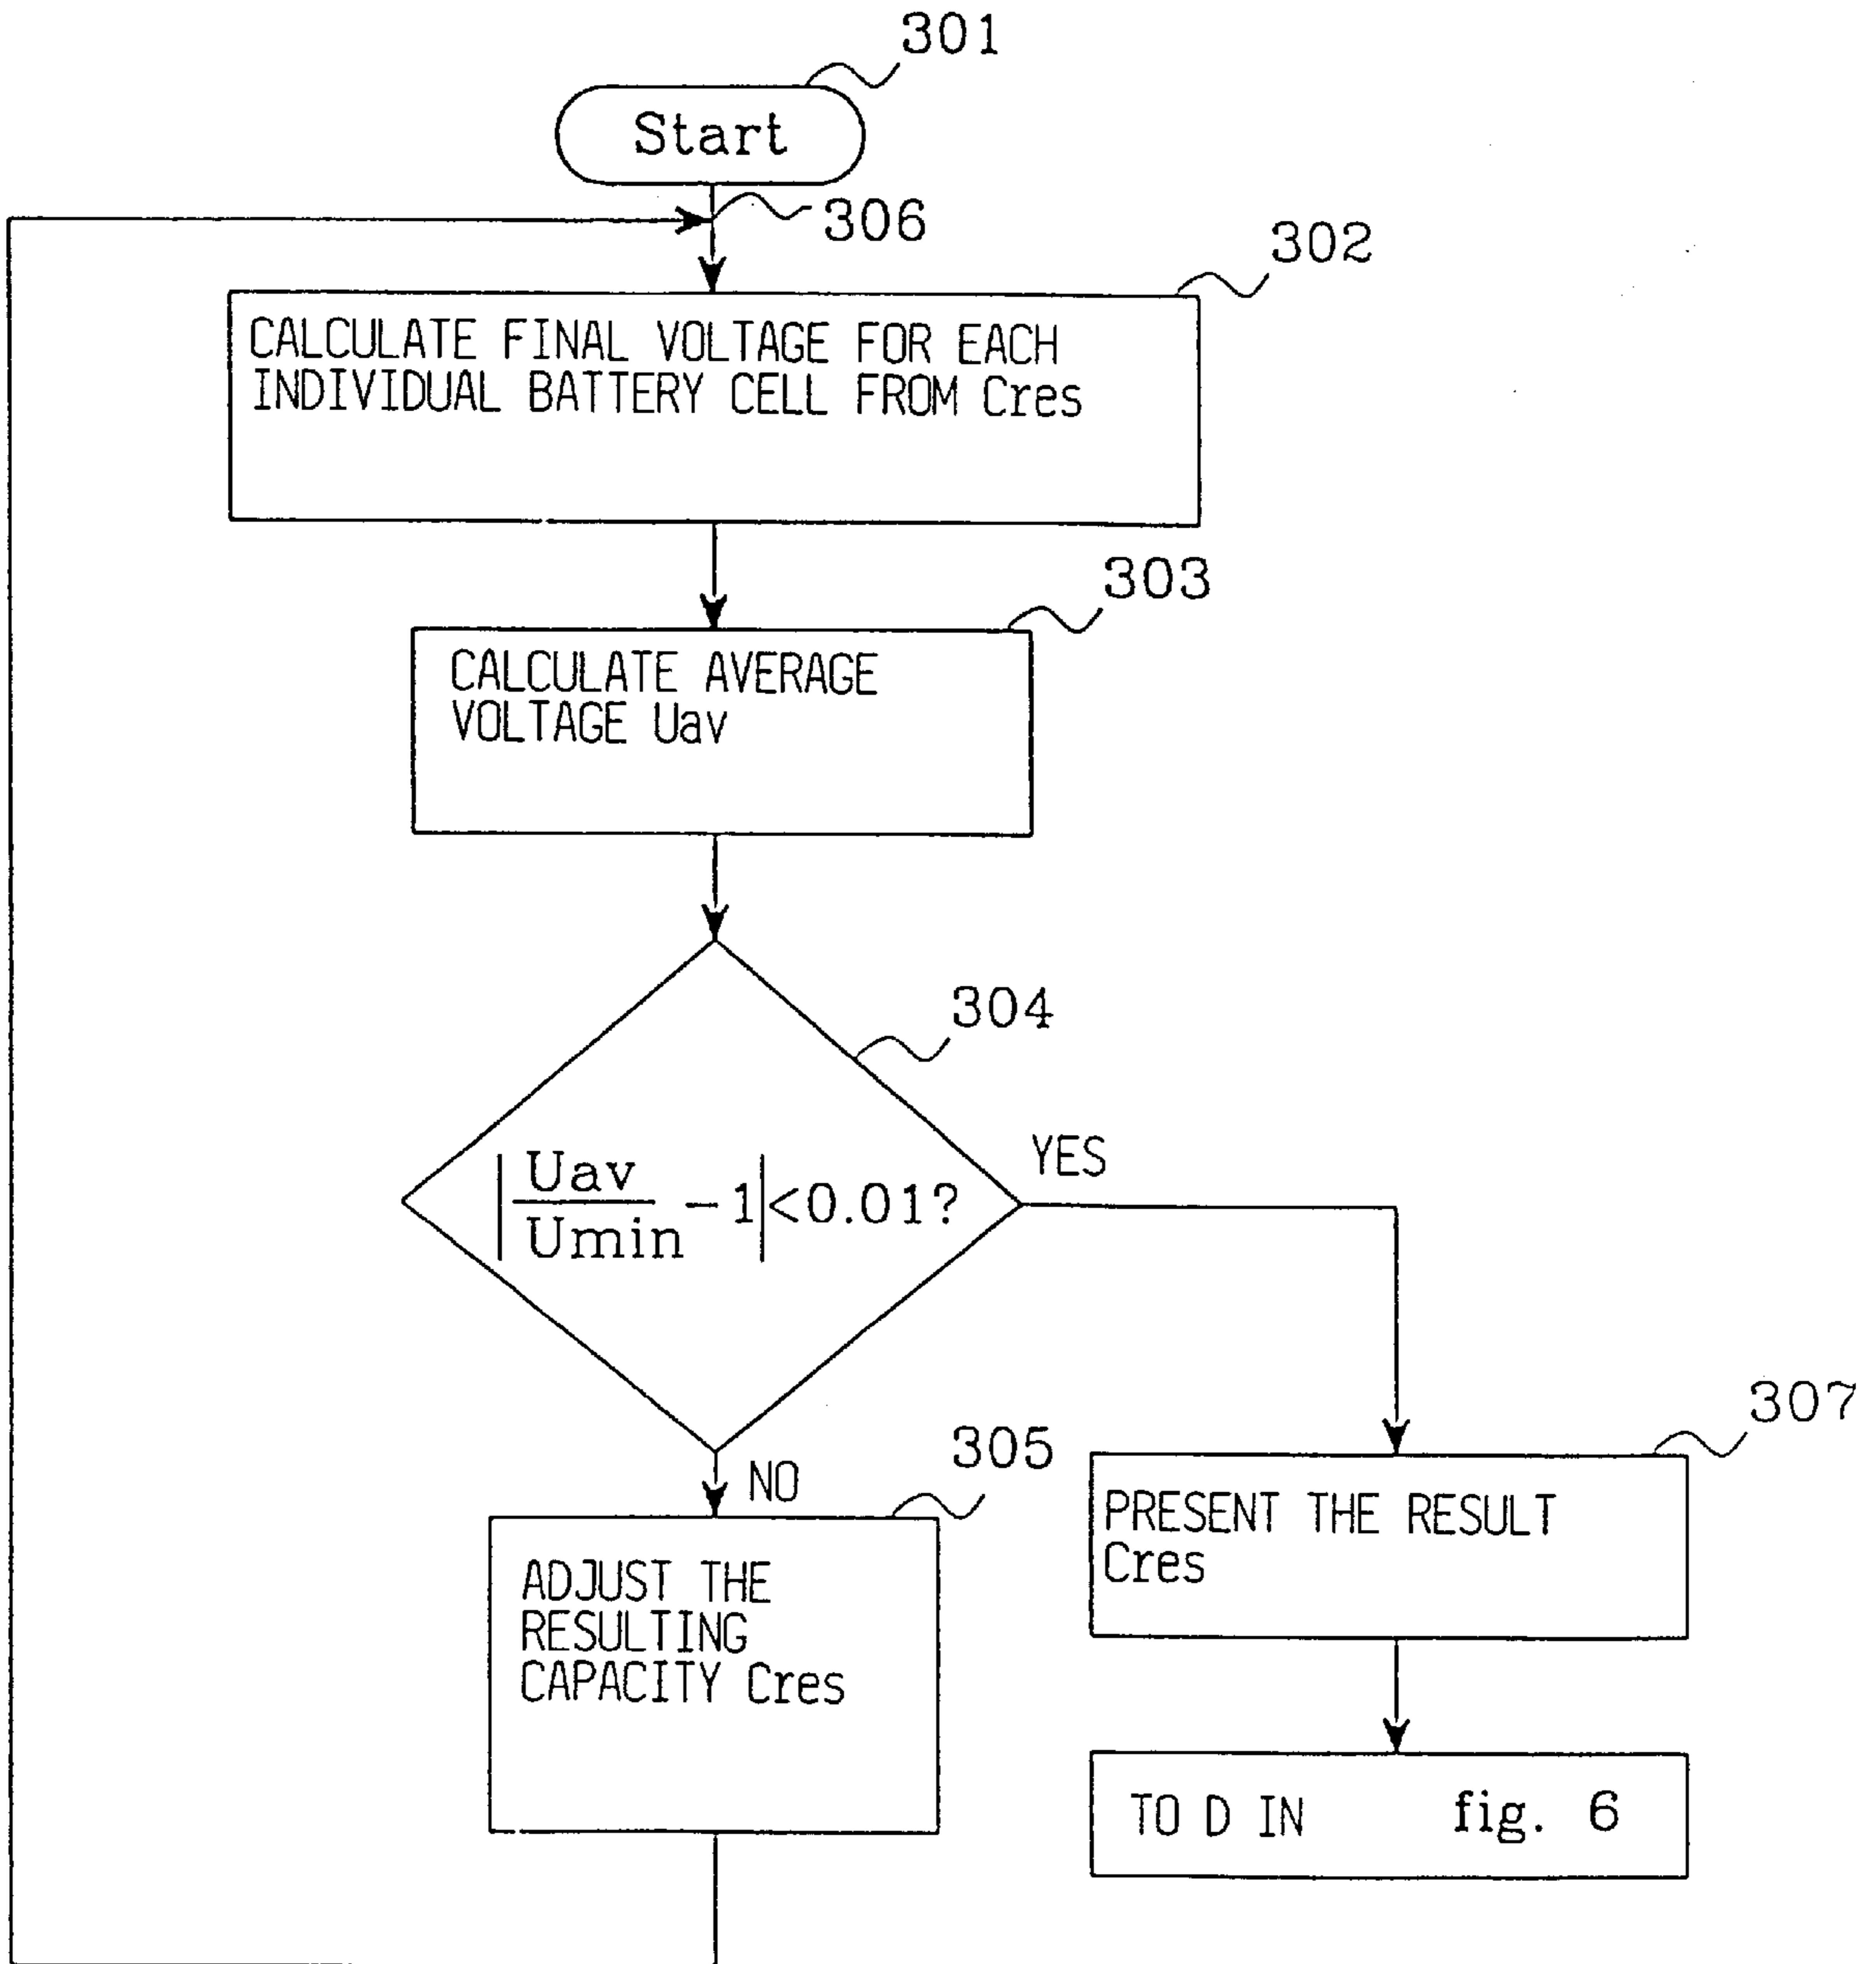 301
Start
306
302
CALCULATE FINAL VOLTAGE FOR EACH
INDIVIDUAL BATTERY CELL FROM Cres
303
CALCULATE AVERAGE
VOLTAGE Uav
304
|Uav/Umin - 1|<0.01?
YES
NO
305
ADJUST THE
RESULTING
CAPACITY Cres
307
PRESENT THE RESULT
Cres
TO D IN fig. 6